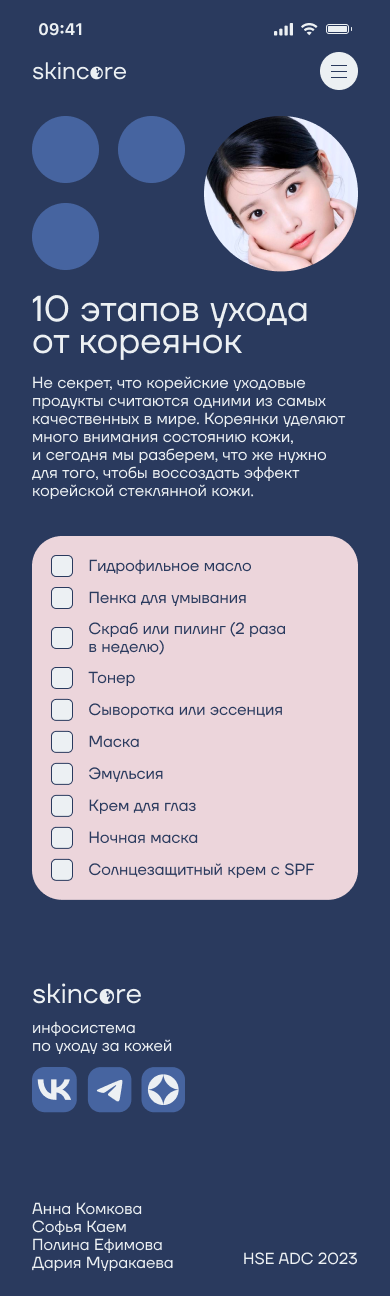 09:41
skincore
10 этапов ухода
от кореянок
Не секрет, что корейские уходовые
продукты считаются одними из самых
качественных в мире. Кореянки уделяют
много внимания состоянию кожи,
и сегодня мы разберем, что же нужно
для того, чтобы воссоздать эффект
корейской стеклянной кожи.
Гидрофильное масло
Пенка для умывания
Скраб или пилинг (2 раза
в неделю)
Тонер
Сыворотка или эссенция
Маска
Эмульсия
Крем для глаз
Ночная маска
Солнцезащитный крем с SPF
skincore
инфосистема
по уходу за кожей
Анна Комкова
Софья Каем
Полина Ефимова
Дария Муракаева
HSE ADC 2023